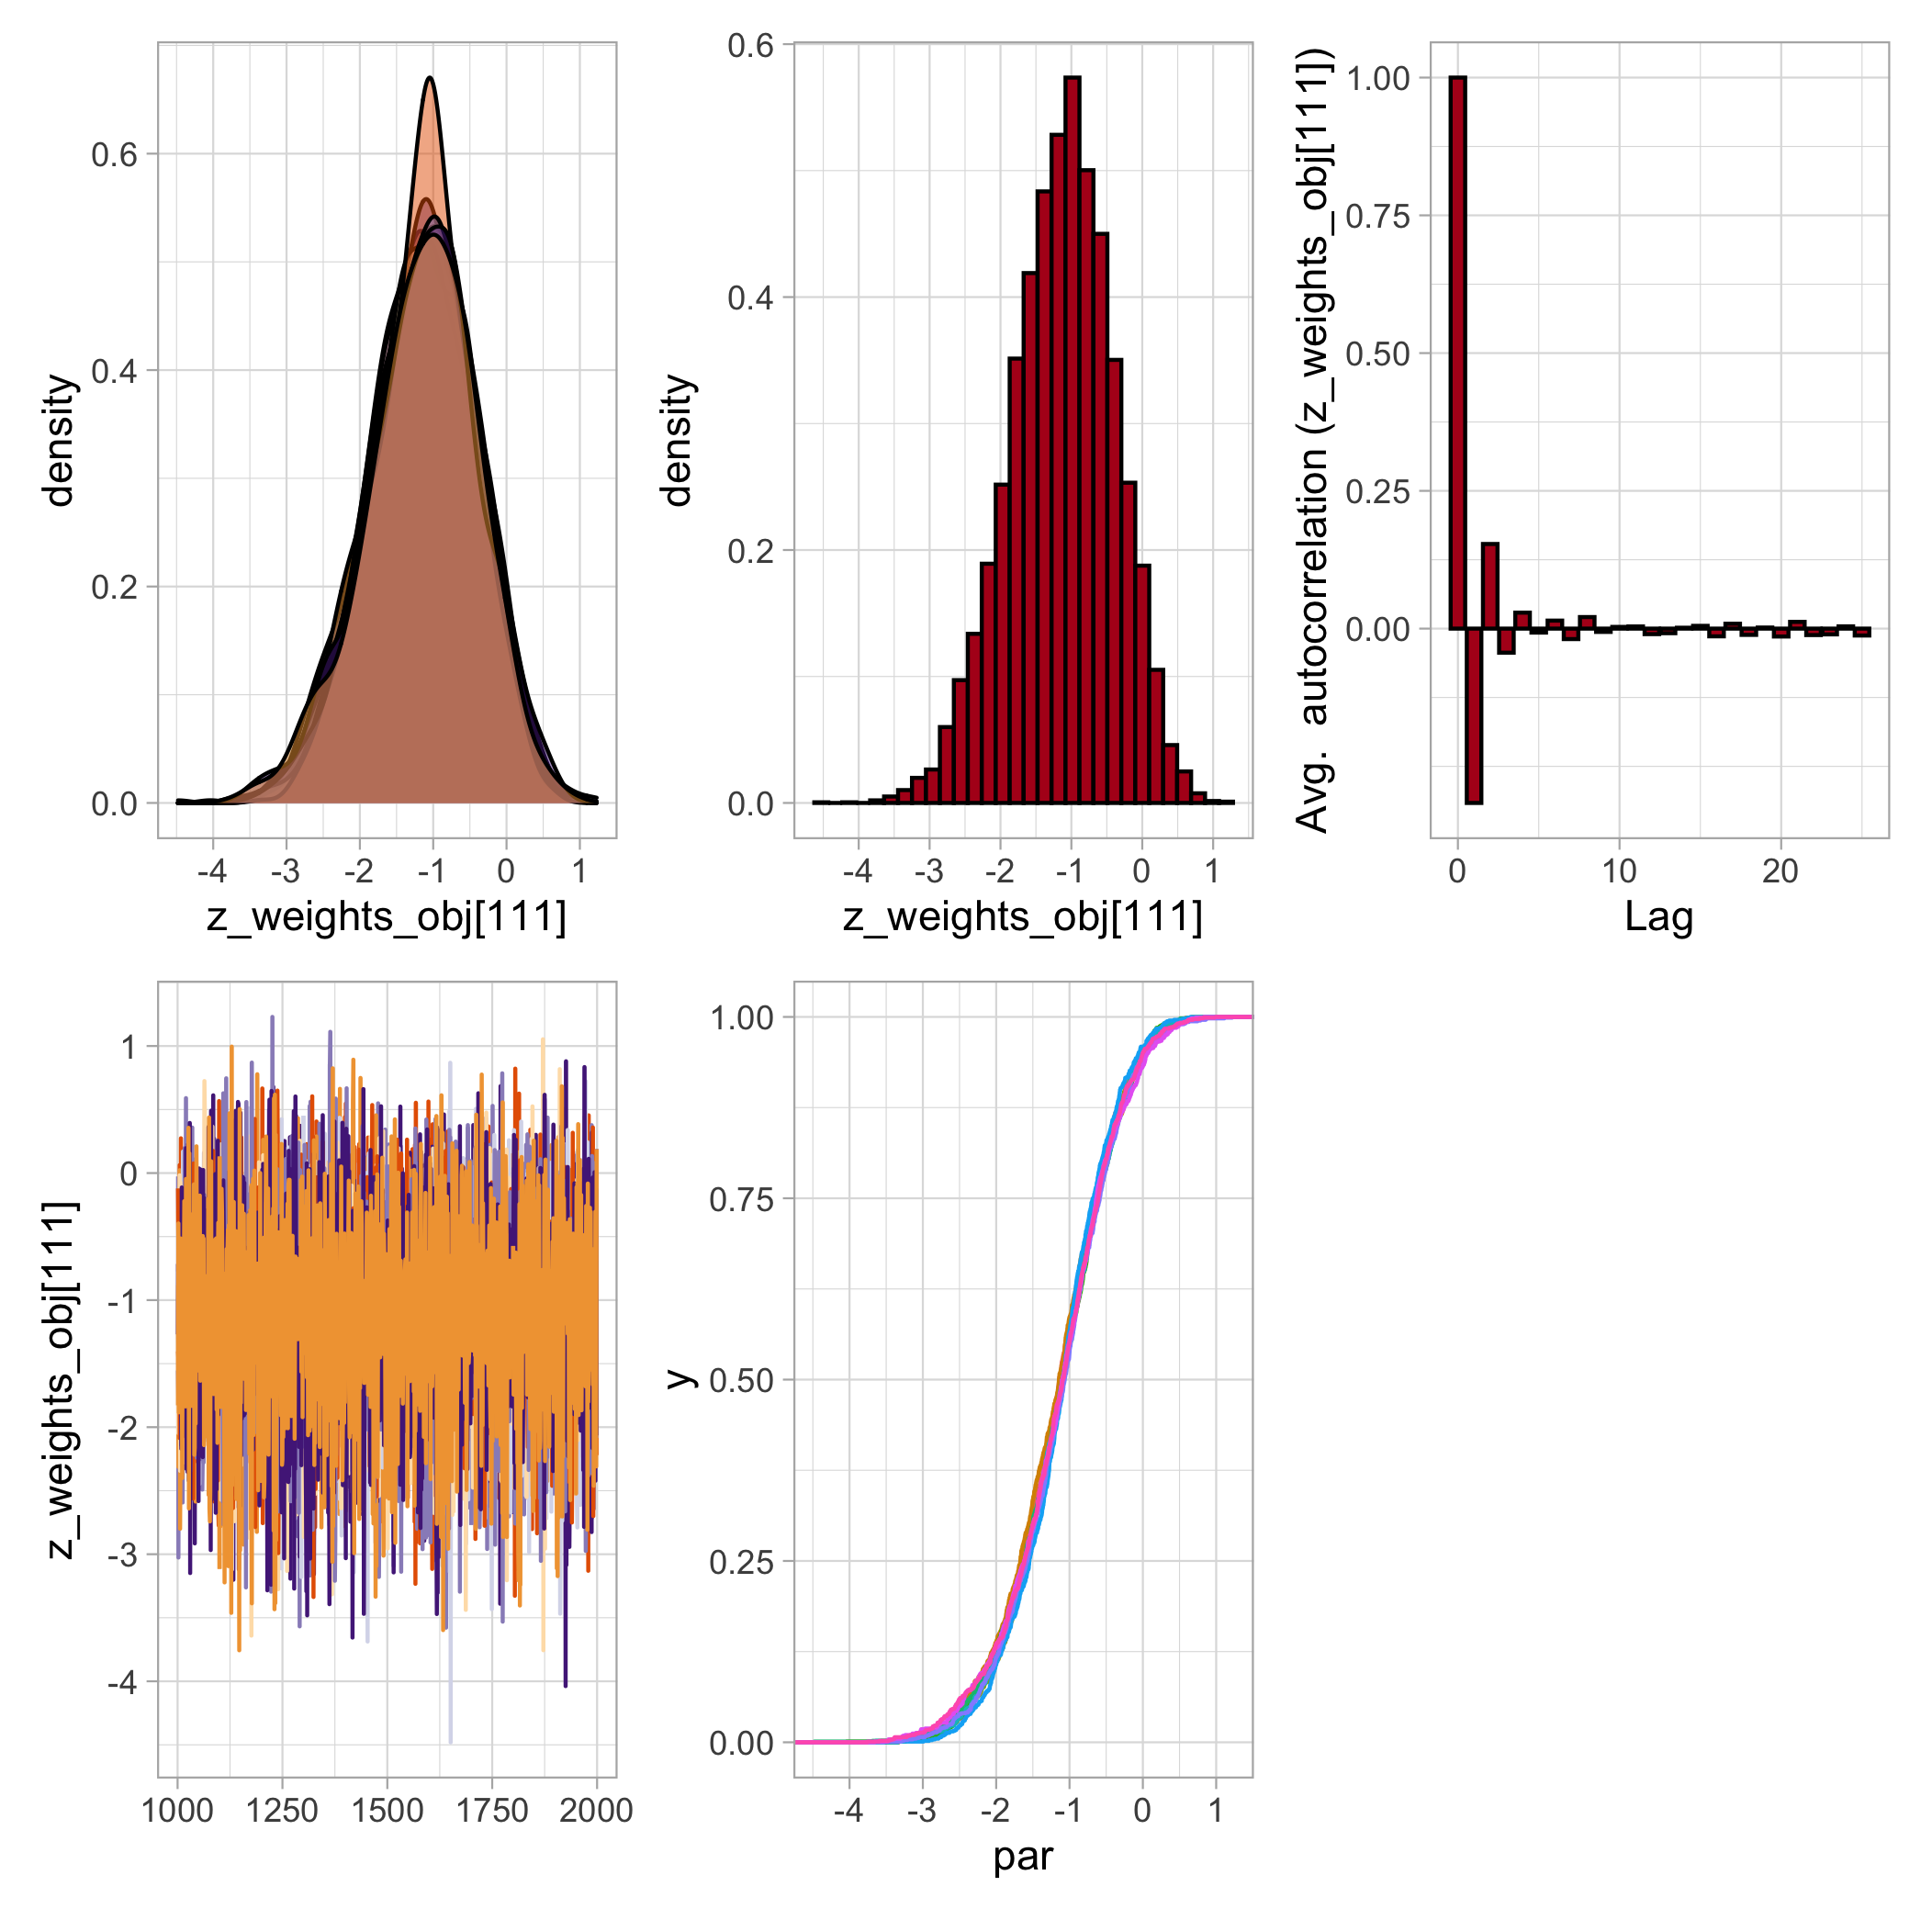 density
0.6
0.4
0.2
0.0
-4 -3 -2 -1 0 1
z_weights_obj[111]
density
0.6
0.4
0.2
0.0
-4 -3 -2 -1 0 1
z_weights_obj[111]
Avg. autocorrelation (z_weights_obj[111])
1.00
0.75
0.50
0.25
0.00
0 10 20
Lag
z_weights_obj[111]
1
0
-1
-2
-3
-4
1000 1250 1500 1750 2000
y
1.00
0.75
0.50
0.25
0.00
-4 -3 -2 -1 0 1
par